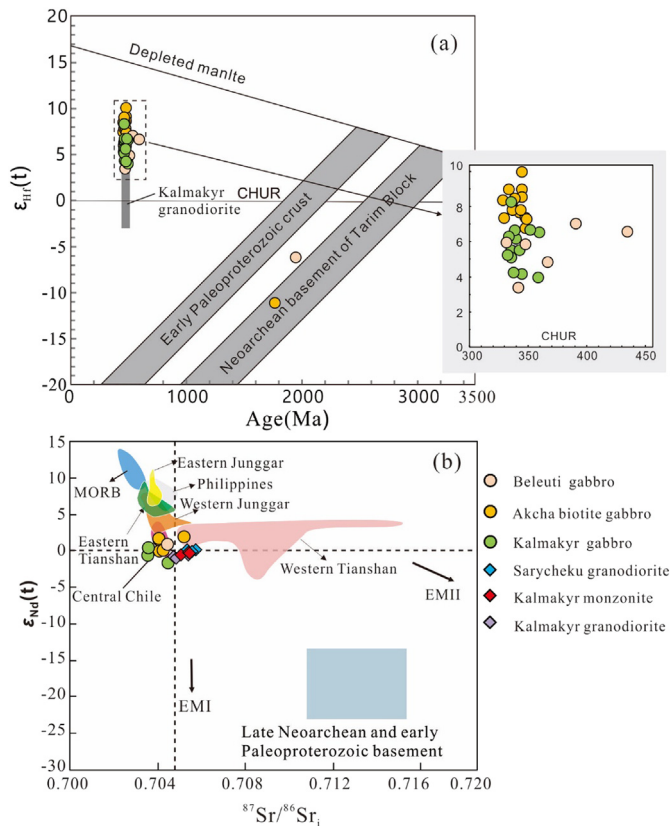 (a)
20
15
10
5
0
-5
-10
-15
-20
εHf(t)
Depleted manlte
CHUR
Kalmakyr
granodiorite
Early Paleoproterozoic crust
Neoarchean basement of Tarim Block
0
1000
2000
3000
3500
Age(Ma)
10
8
6
4
2
0
CHUR
300
350
400
450
(b)
15
10
5
0
-5
-10
-15
-20
-25
-30
εNd(t)
MORB
Eastern Junggar
Philippines
Western Junggar
Eastern
Tianshan
Central Chile
Western Tianshan
EMII
EMI
Late Neoarchean and early
Paleoproterozoic basement
0.700
0.704
0.708
0.712
0.716
0.720
⁸⁷Sr/⁸⁶Srᵢ
Beleuti gabbro
Akcha biotite gabbro
Kalmakyr gabbro
Sarycheku granodiorite
Kalmakyr monzonite
Kalmakyr granodiorite